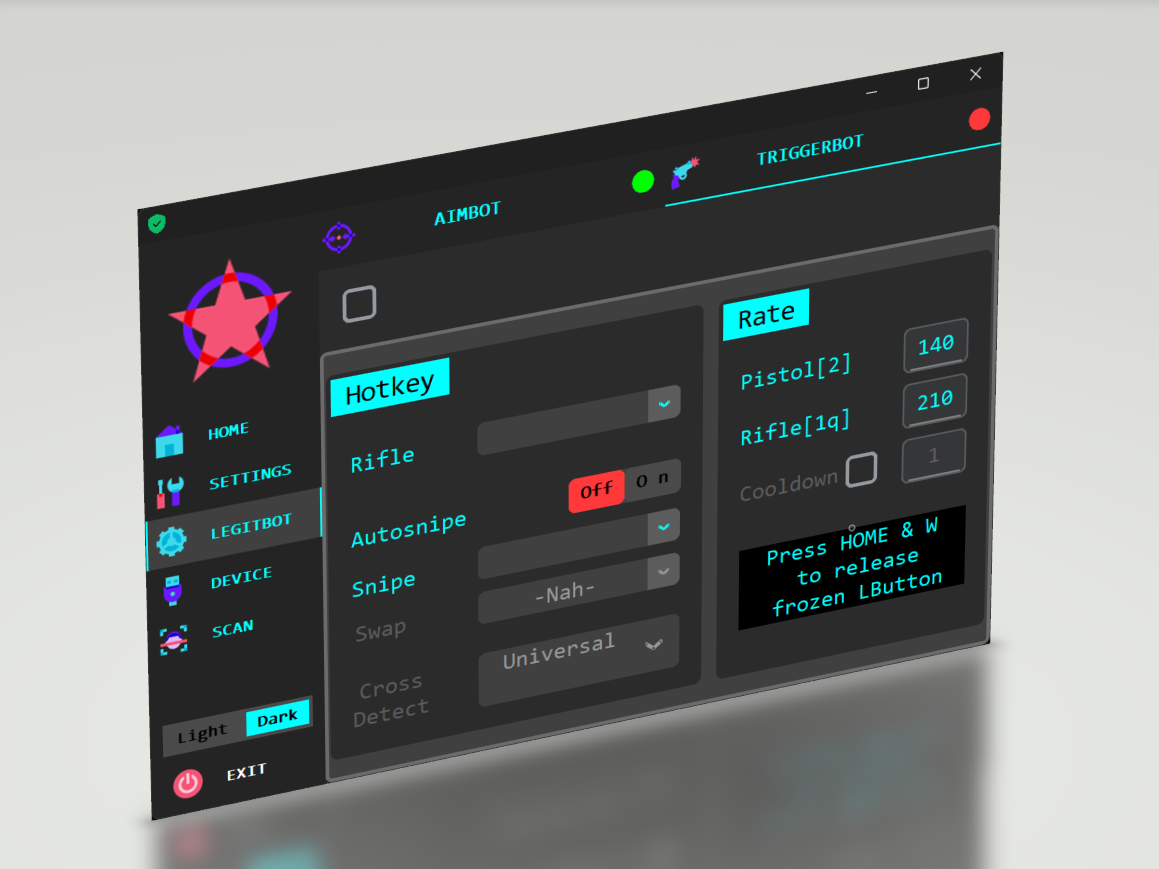 AIMBOT
TRIGGERBOT
HOME
SETTINGS
LEGITBOT
DEVICE
SCAN
Light Dark
EXIT
Hotkey
Rifle
Autosnipe Off On
Snipe
Swap -Nah-
Cross
Detect
Universal
Rate
Pistol[2] 140
Rifle[1q] 210
Cooldown 1
Press HOME & W
to release
frozen LButton